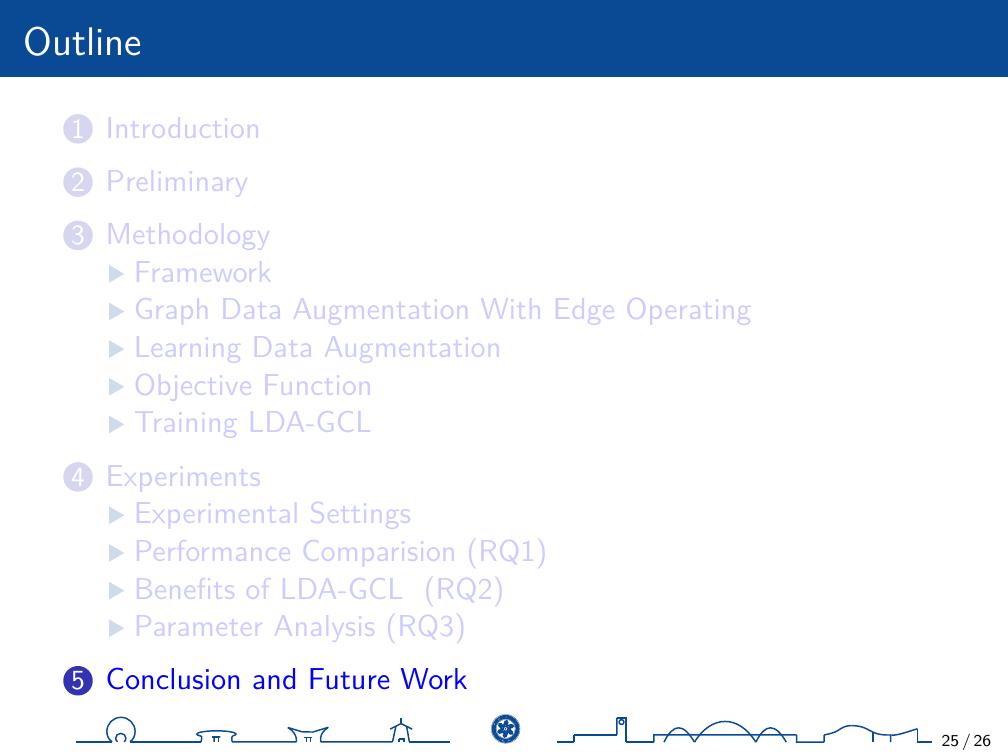 Outline
1 Introduction
2 Preliminary
3 Methodology
▶ Framework
▶ Graph Data Augmentation With Edge Operating
▶ Learning Data Augmentation
▶ Objective Function
▶ Training LDA-GCL
4 Experiments
▶ Experimental Settings
▶ Performance Comparision (RQ1)
▶ Benefits of LDA-GCL (RQ2)
▶ Parameter Analysis (RQ3)
5 Conclusion and Future Work
25 / 26